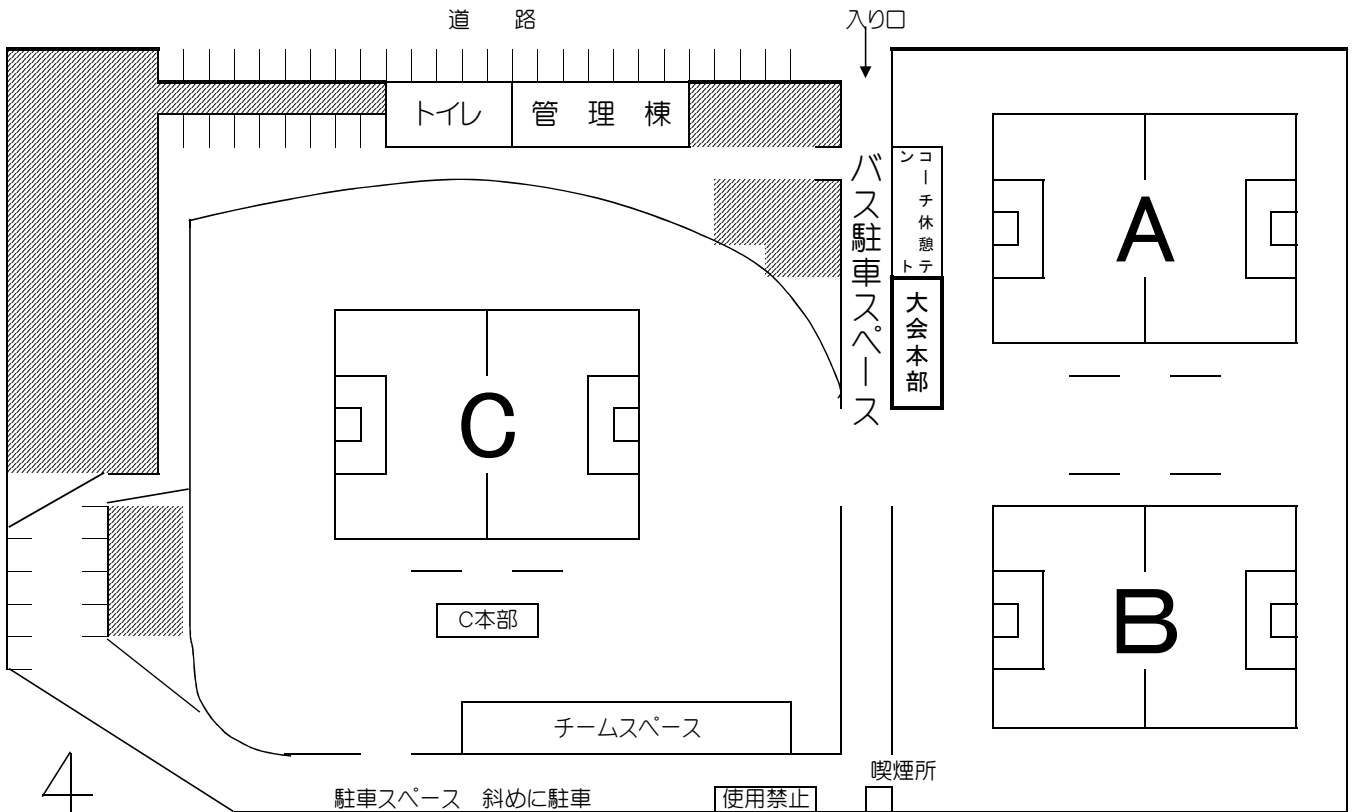 道 路
入り口
トイレ
管 理 棟
バス駐車スペース
コーチ休憩テント
大会本部
A
C
B
C本部
チームスペース
喫煙所
駐車スペース 斜めに駐車
使用禁止